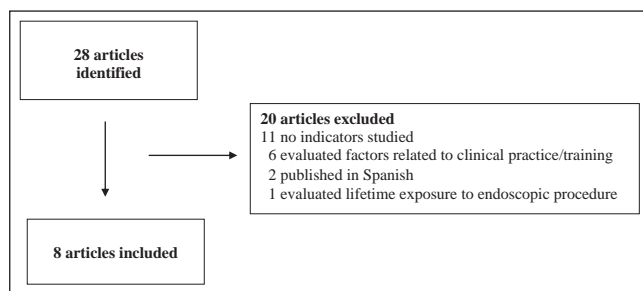 28 articles
identified
20 articles excluded
11 no indicators studied
6 evaluated factors related to clinical practice/training
2 published in Spanish
1 evaluated lifetime exposure to endoscopic procedure
8 articles included